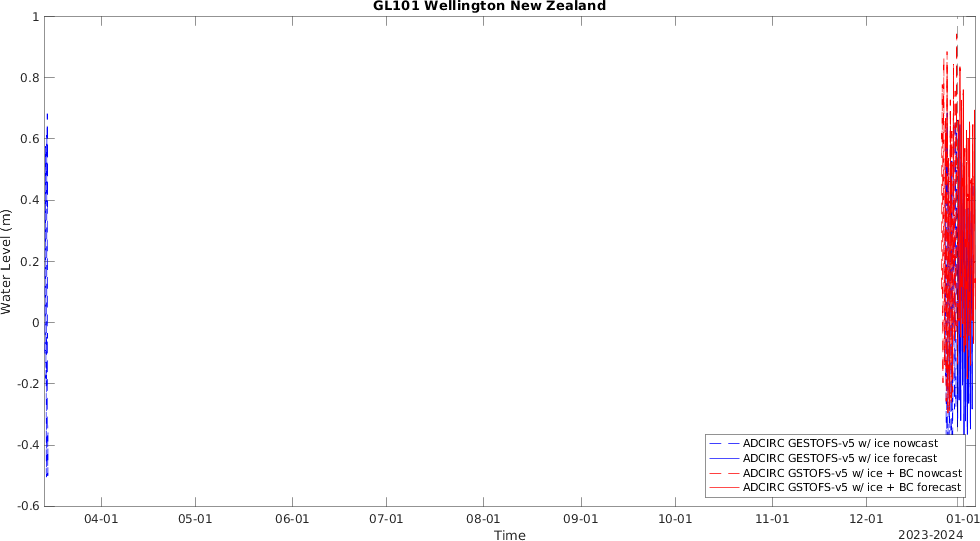 GL101 Wellington New Zealand
1
0.8
0.6
0.4
0.2
0
-0.2
-0.4
-0.6
Water Level (m)
ADCIRC GESTOFS-v5 w/ ice nowcast
ADCIRC GESTOFS-v5 w/ ice forecast
ADCIRC GSTOFS-v5 w/ ice + BC nowcast
ADCIRC GSTOFS-v5 w/ ice + BC forecast
04-01 05-01 06-01 07-01 08-01 09-01 10-01 11-01 12-01 01-01
Time
2023-2024